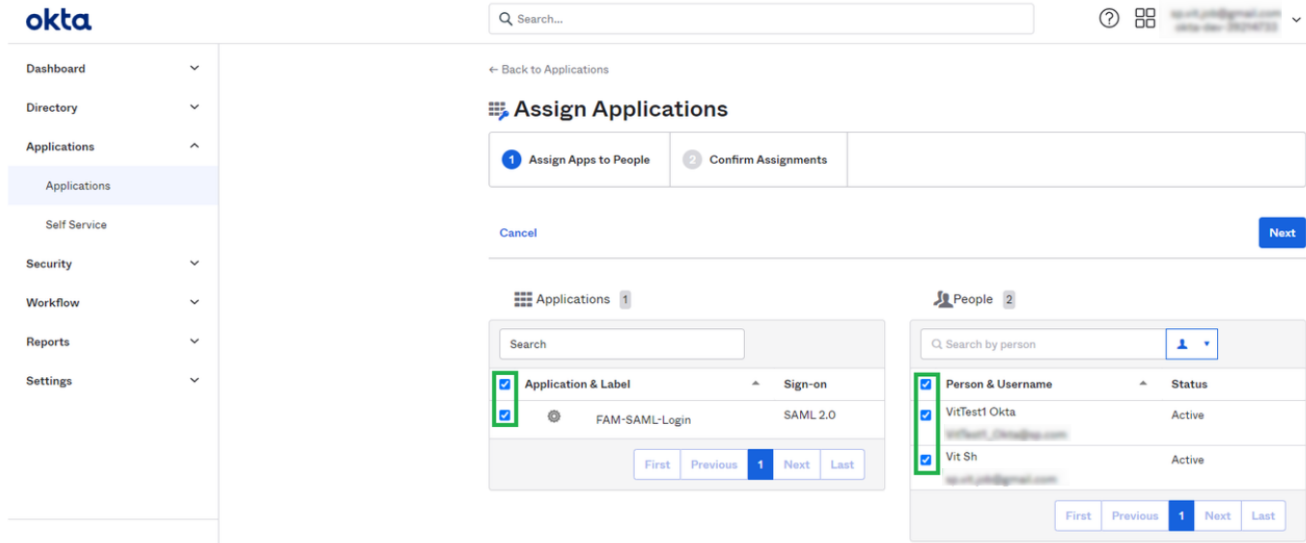 okta
Search...
Dashboard
Directory
Applications
Applications
Self Service
Security
Workflow
Reports
Settings
← Back to Applications
Assign Applications
1 Assign Apps to People
2 Confirm Assignments
Cancel
Next
Applications 1
Search
Application & Label Sign-on
FAM-SAML-Login SAML 2.0
First Previous 1 Next Last
People 2
Search by person
Person & Username Status
VitTest1 Okta Active
Vit Sh Active
First Previous 1 Next Last